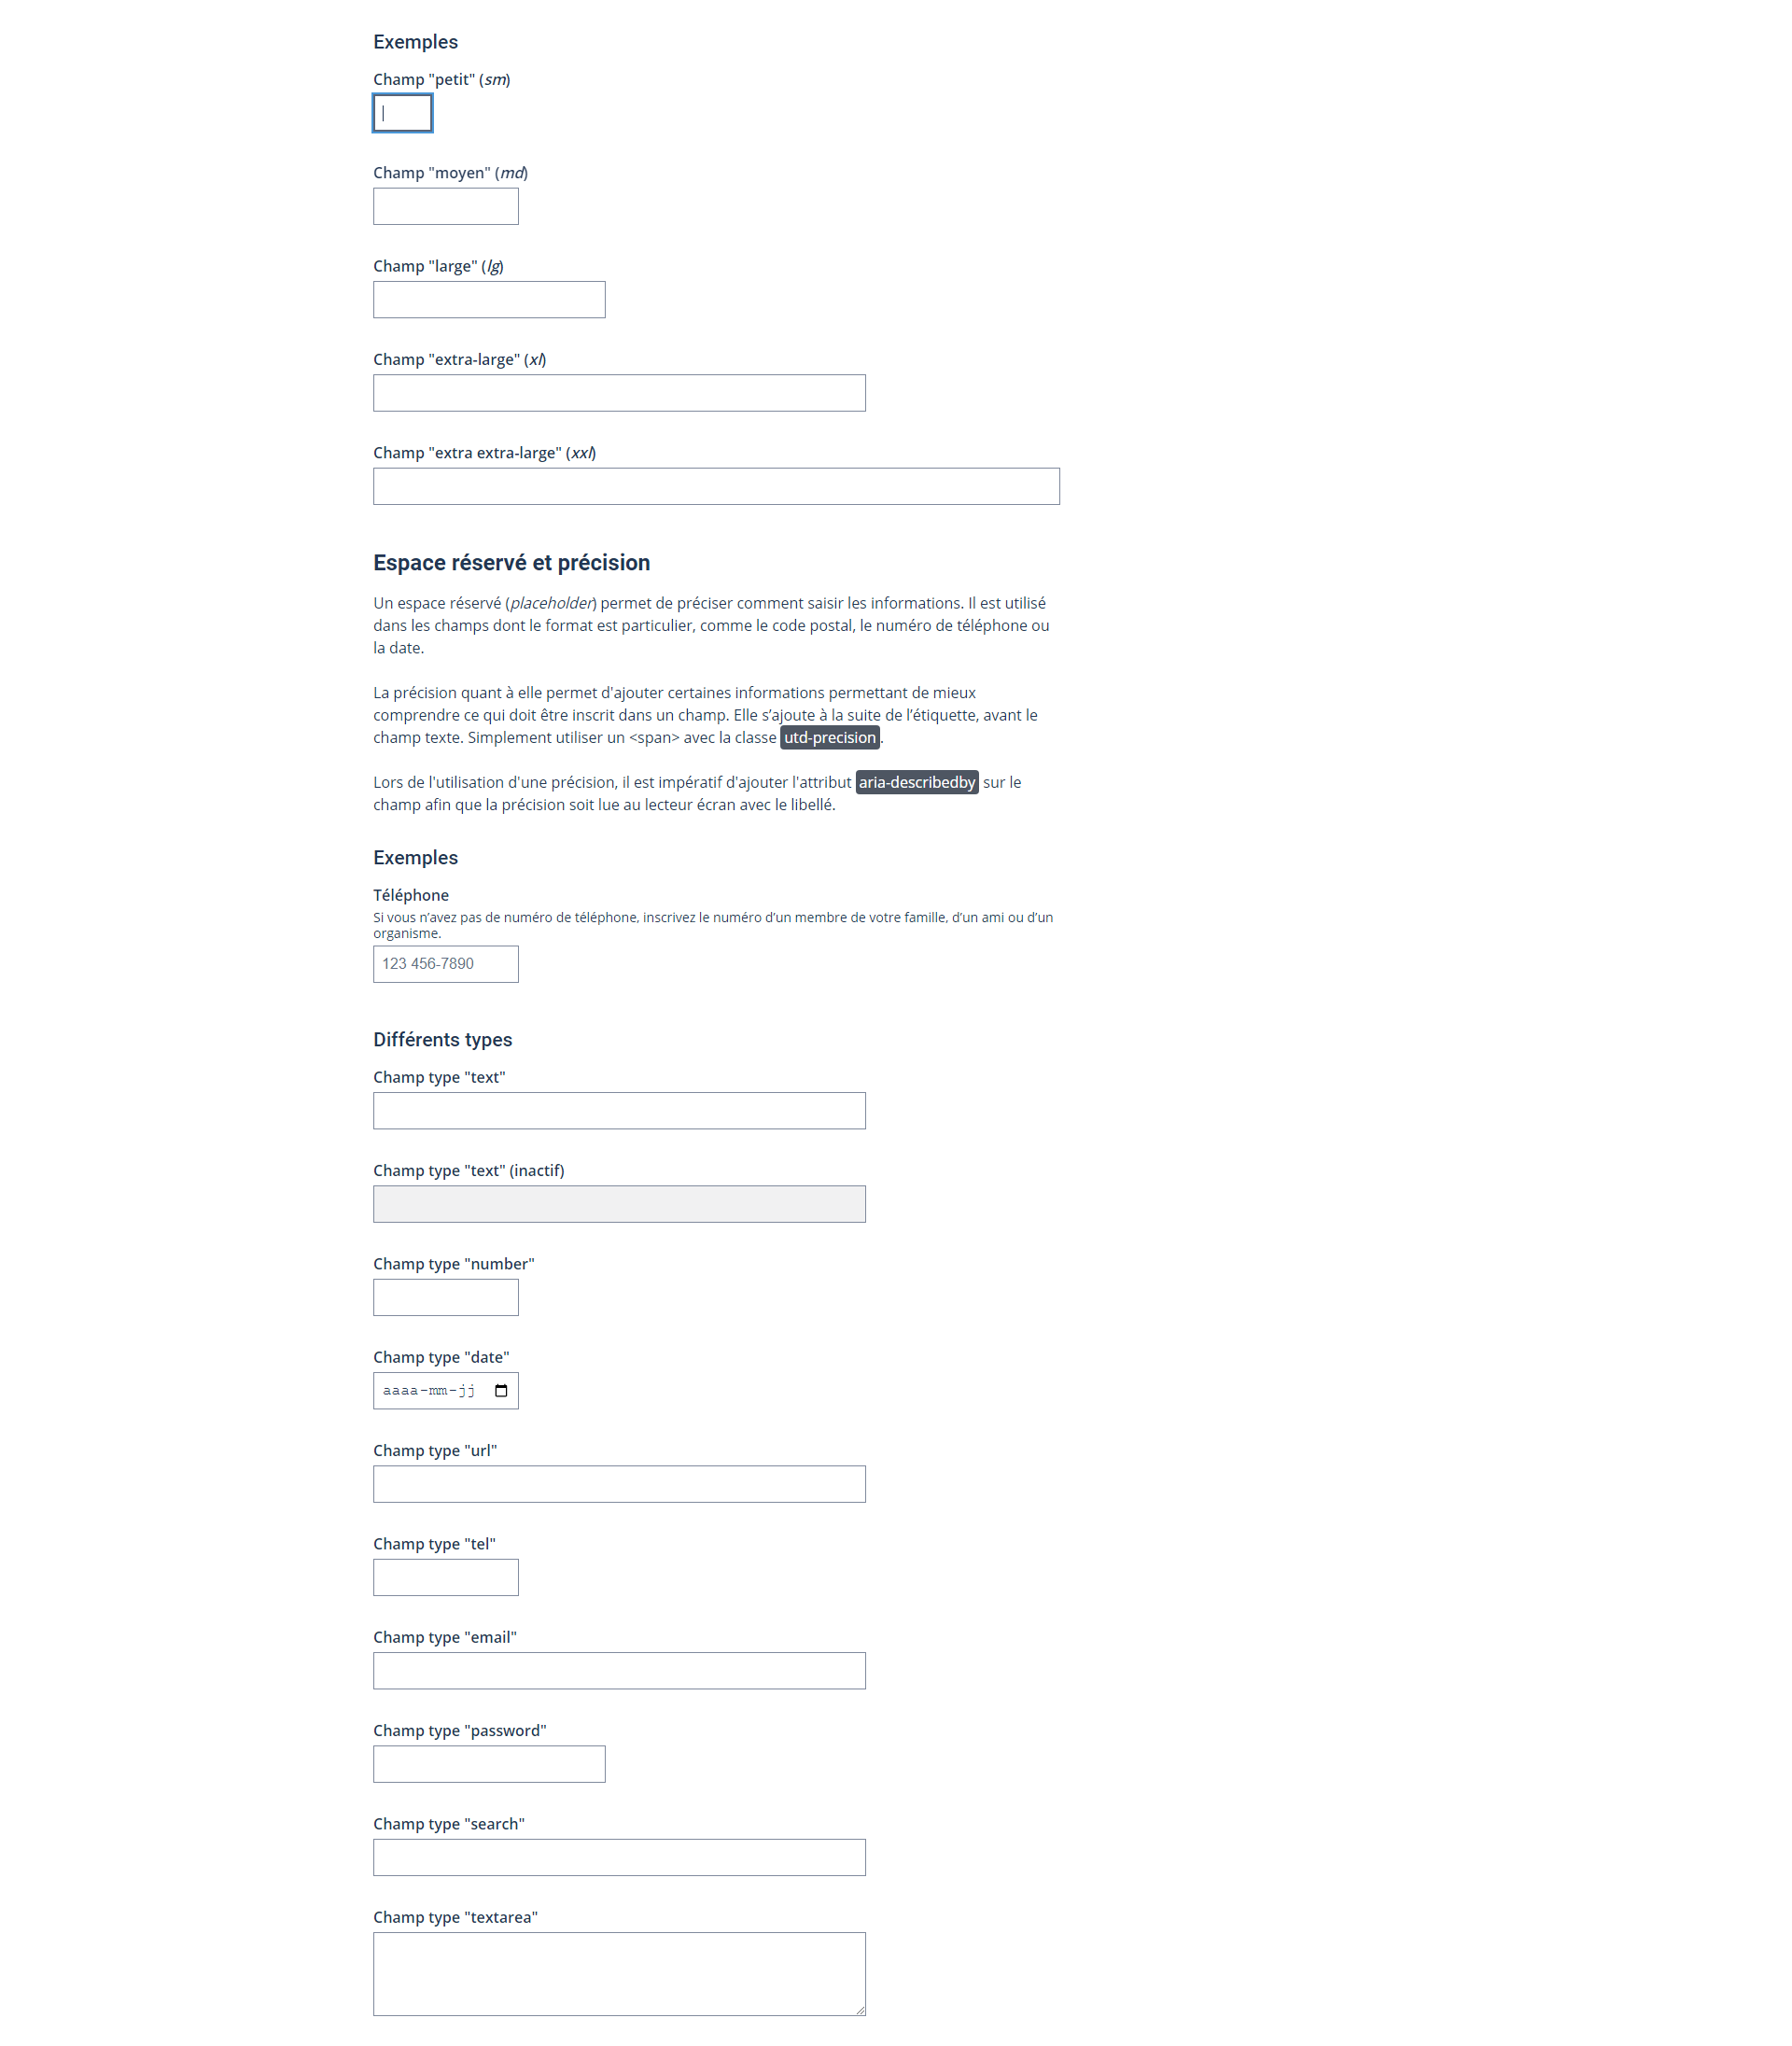 Exemples
Champ "petit" (sm)
Champ "moyen" (md)
Champ "large" (lg)
Champ "extra-large" (xl)
Champ "extra extra-large" (xxl)
Espace réservé et précision
Un espace réservé (placeholder) permet de préciser comment saisir les informations. Il est utilisé
dans les champs dont le format est particulier, comme le code postal, le numéro de téléphone ou
la date.
La précision quant à elle permet d'ajouter certaines informations permettant de mieux
comprendre ce qui doit être inscrit dans un champ. Elle s’ajoute à la suite de l’étiquette, avant le
champ texte. Simplement utiliser un <span> avec la classe utd-precision.
Lors de l'utilisation d'une précision, il est impératif d'ajouter l'attribut aria-describedby sur le
champ afin que la précision soit lue au lecteur écran avec le libellé.
Exemples
Téléphone
Si vous n’avez pas de numéro de téléphone, inscrivez le numéro d’un membre de votre famille, d’un ami ou d’un
organisme.
123 456-7890
Différents types
Champ type "text"
Champ type "text" (inactif)
Champ type "number"
Champ type "date"
aaaa-mm-jj
Champ type "url"
Champ type "tel"
Champ type "email"
Champ type "password"
Champ type "search"
Champ type "textarea"